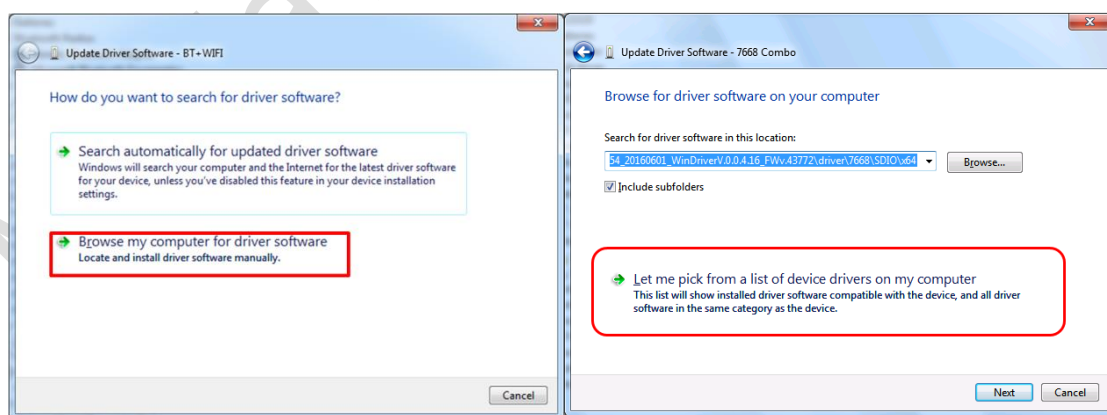 Update Driver Software - BT+WIFI
How do you want to search for driver software?
Search automatically for updated driver software
Windows will search your computer and the Internet for the latest driver software
for your device, unless you've disabled this feature in your device installation
settings.
Browse my computer for driver software
Locate and install driver software manually.
Cancel
Update Driver Software - 7668 Combo
Browse for driver software on your computer
Search for driver software in this location:
54_20160601_WinDriverV.0.0.4.16_FWv.43772\driver\7668\SDIO\x64
Browse...
Include subfolders
Let me pick from a list of device drivers on my computer
This list will show installed driver software compatible with the device, and all driver
software in the same category as the device.
Next
Cancel